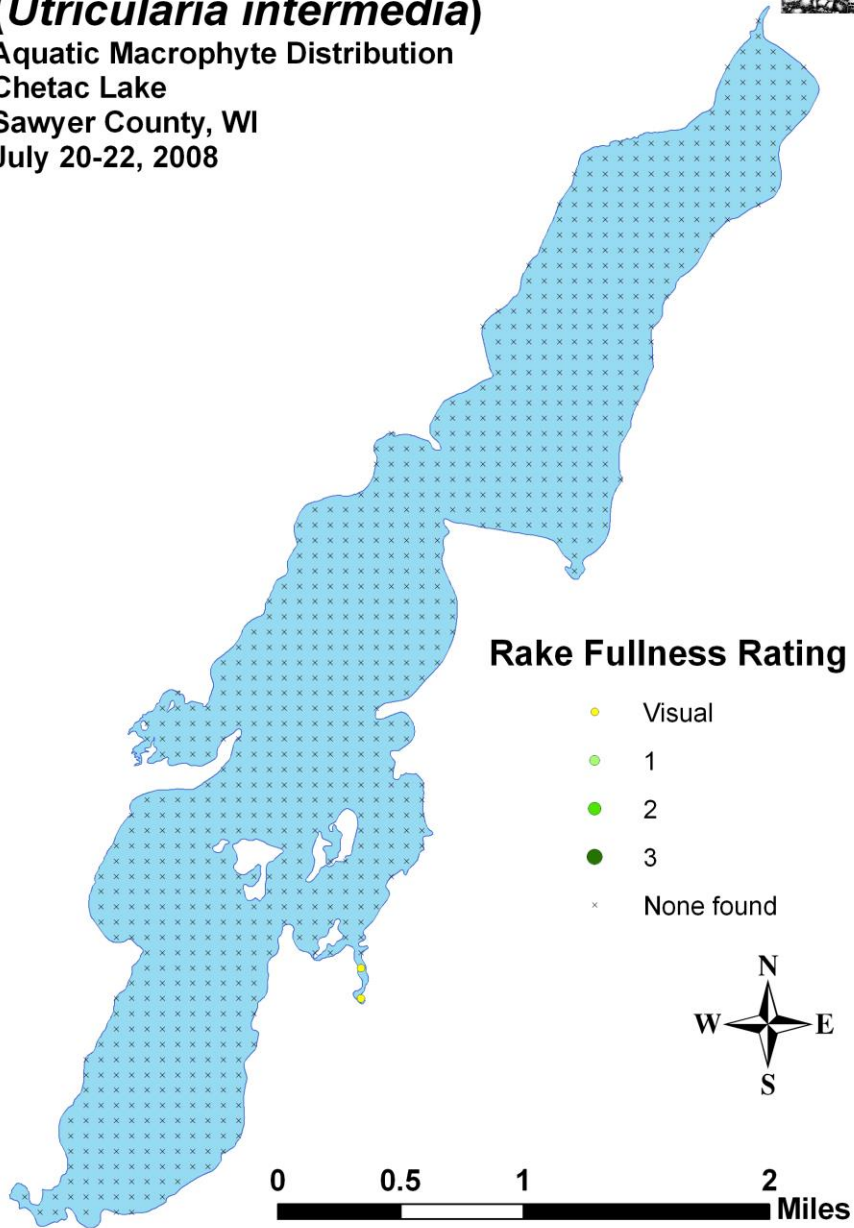 (Utricularia intermedia)
Aquatic Macrophyte Distribution
Chetac Lake
Sawyer County, WI
July 20-22, 2008
Rake Fullness Rating
Visual
1
2
3
None found
N
W E
S
0 0.5 1 2
Miles